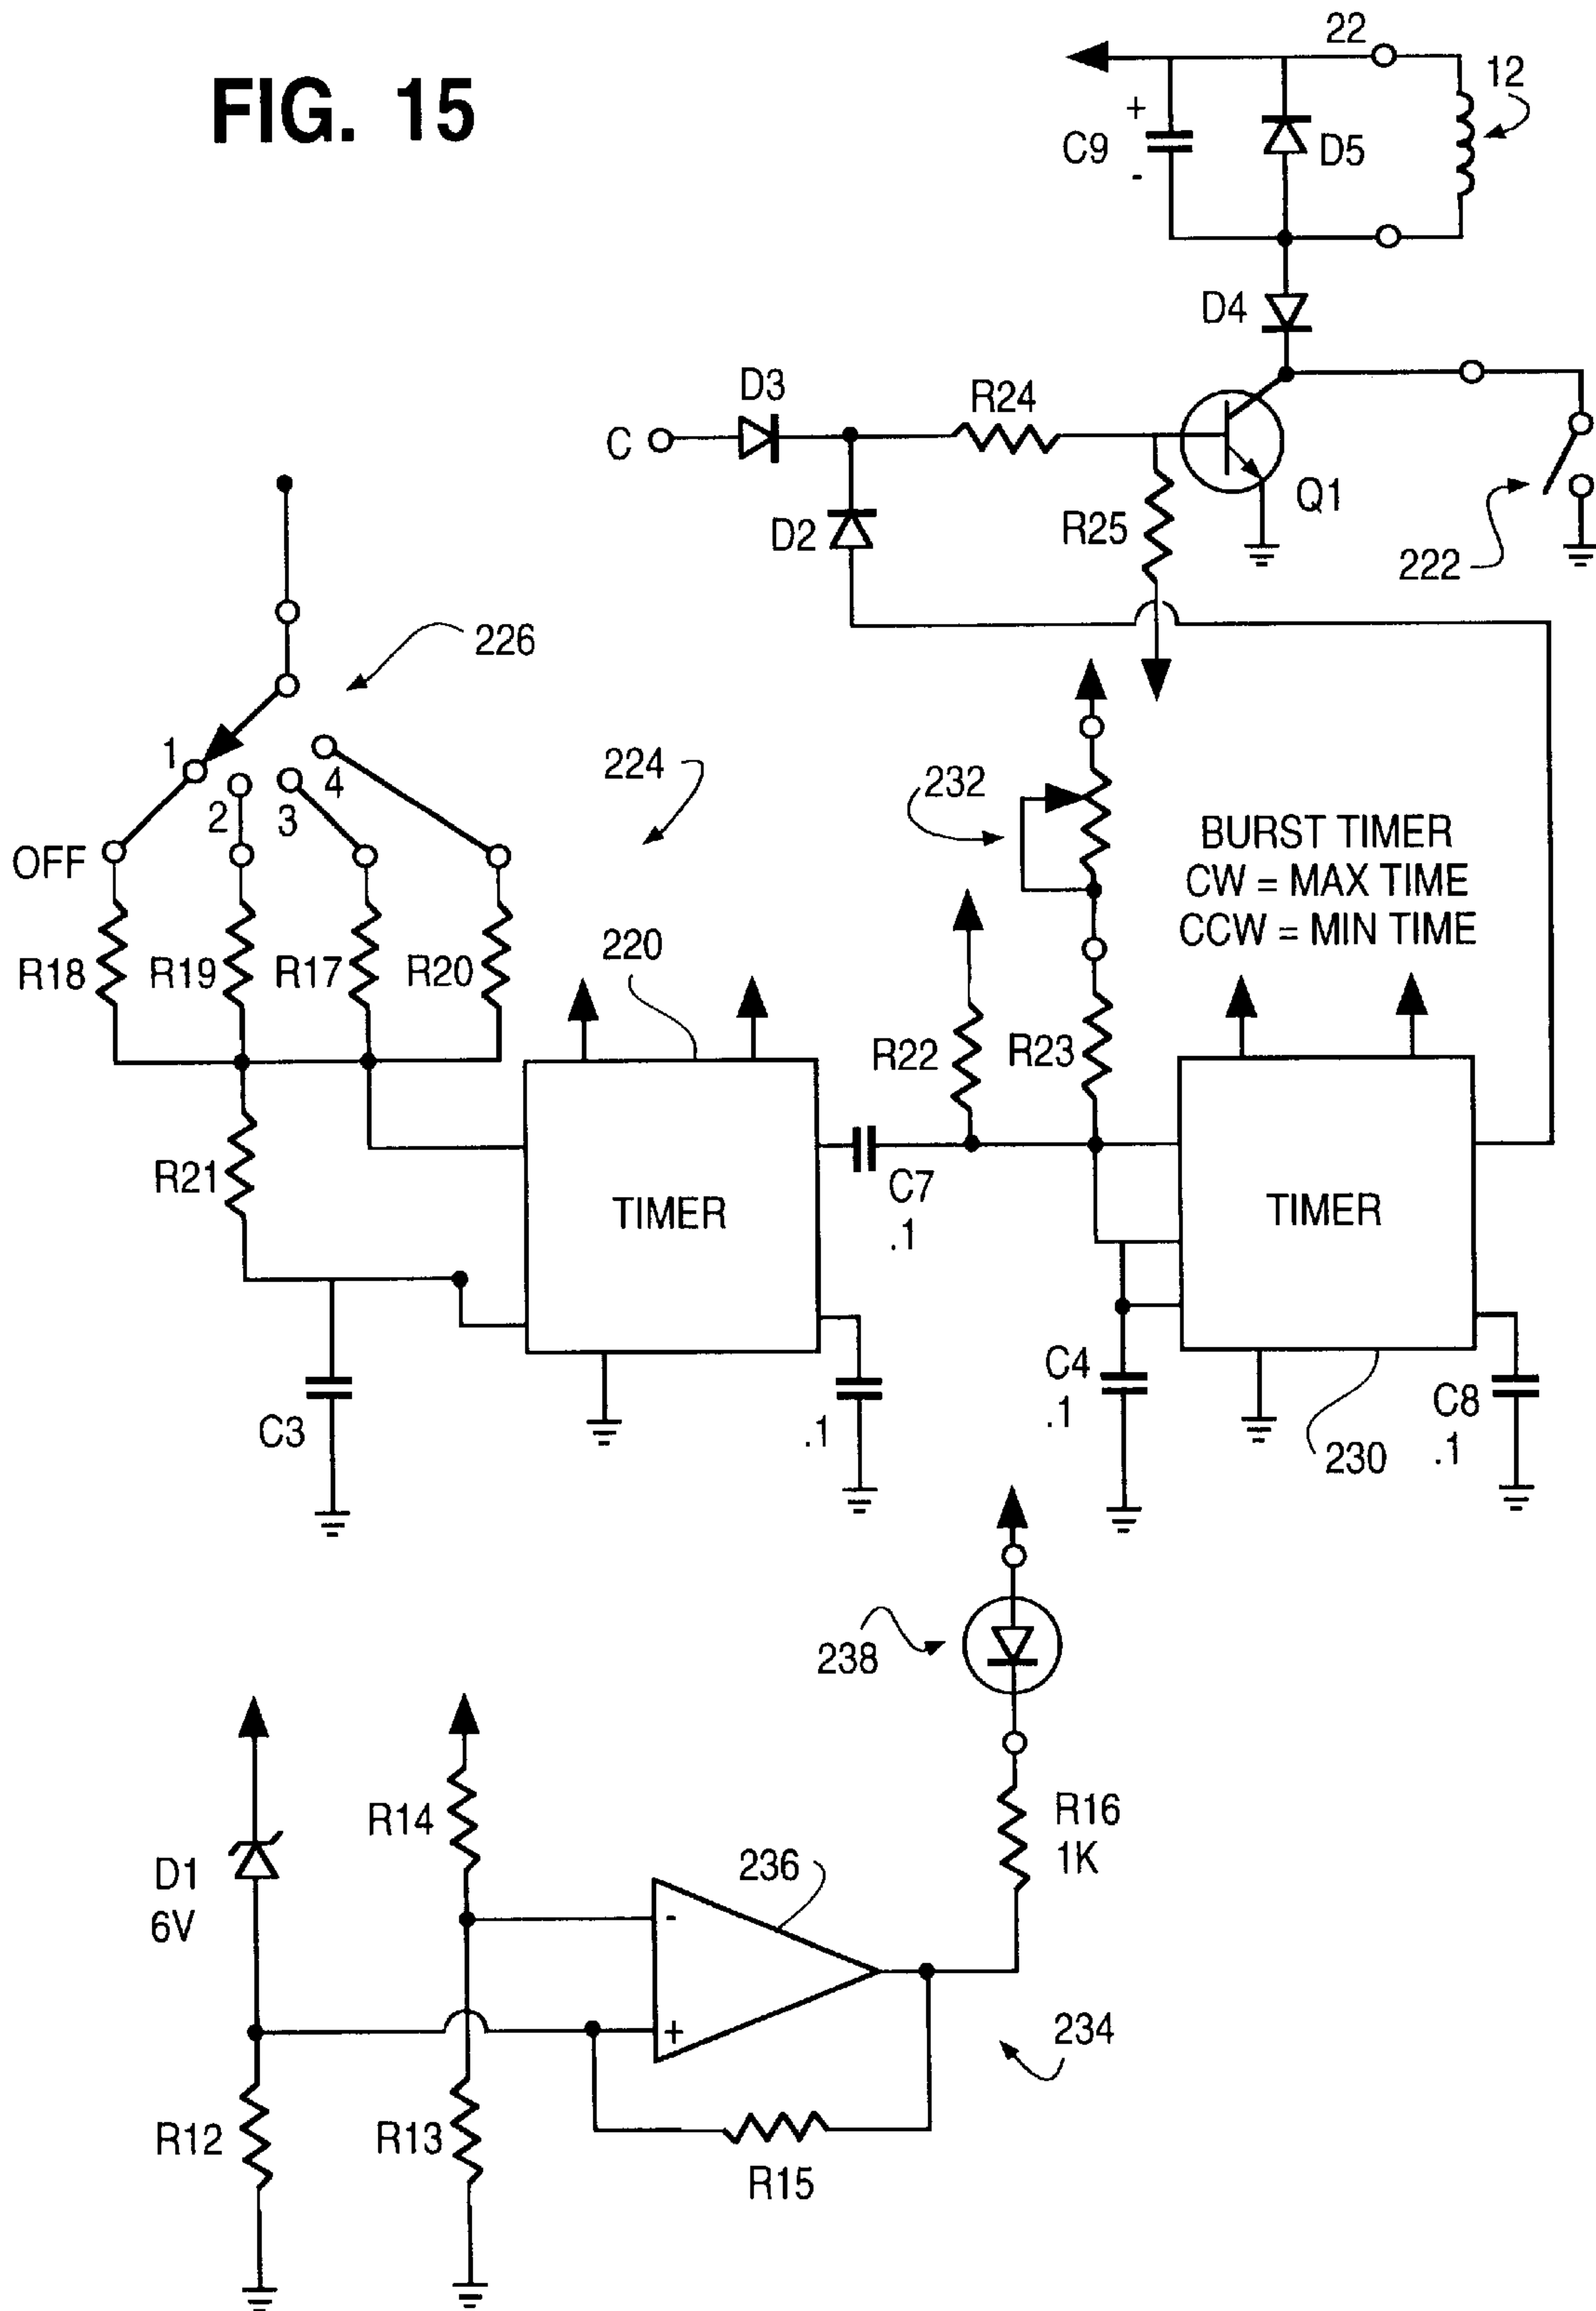 FIG. 15
22
12
+
C9
-
D5
D4
D3
R24
C
Q1
D2
R25
222
226
1
2
3
4
OFF
224
232
BURST TIMER
CW = MAX TIME
CCW = MIN TIME
R18
R19
R17
R20
220
R22
R23
R21
TIMER
C7
.1
TIMER
C3
.1
C4
.1
C8
.1
230
238
R14
R16
1K
D1
6V
236
-
+
234
R12
R13
R15